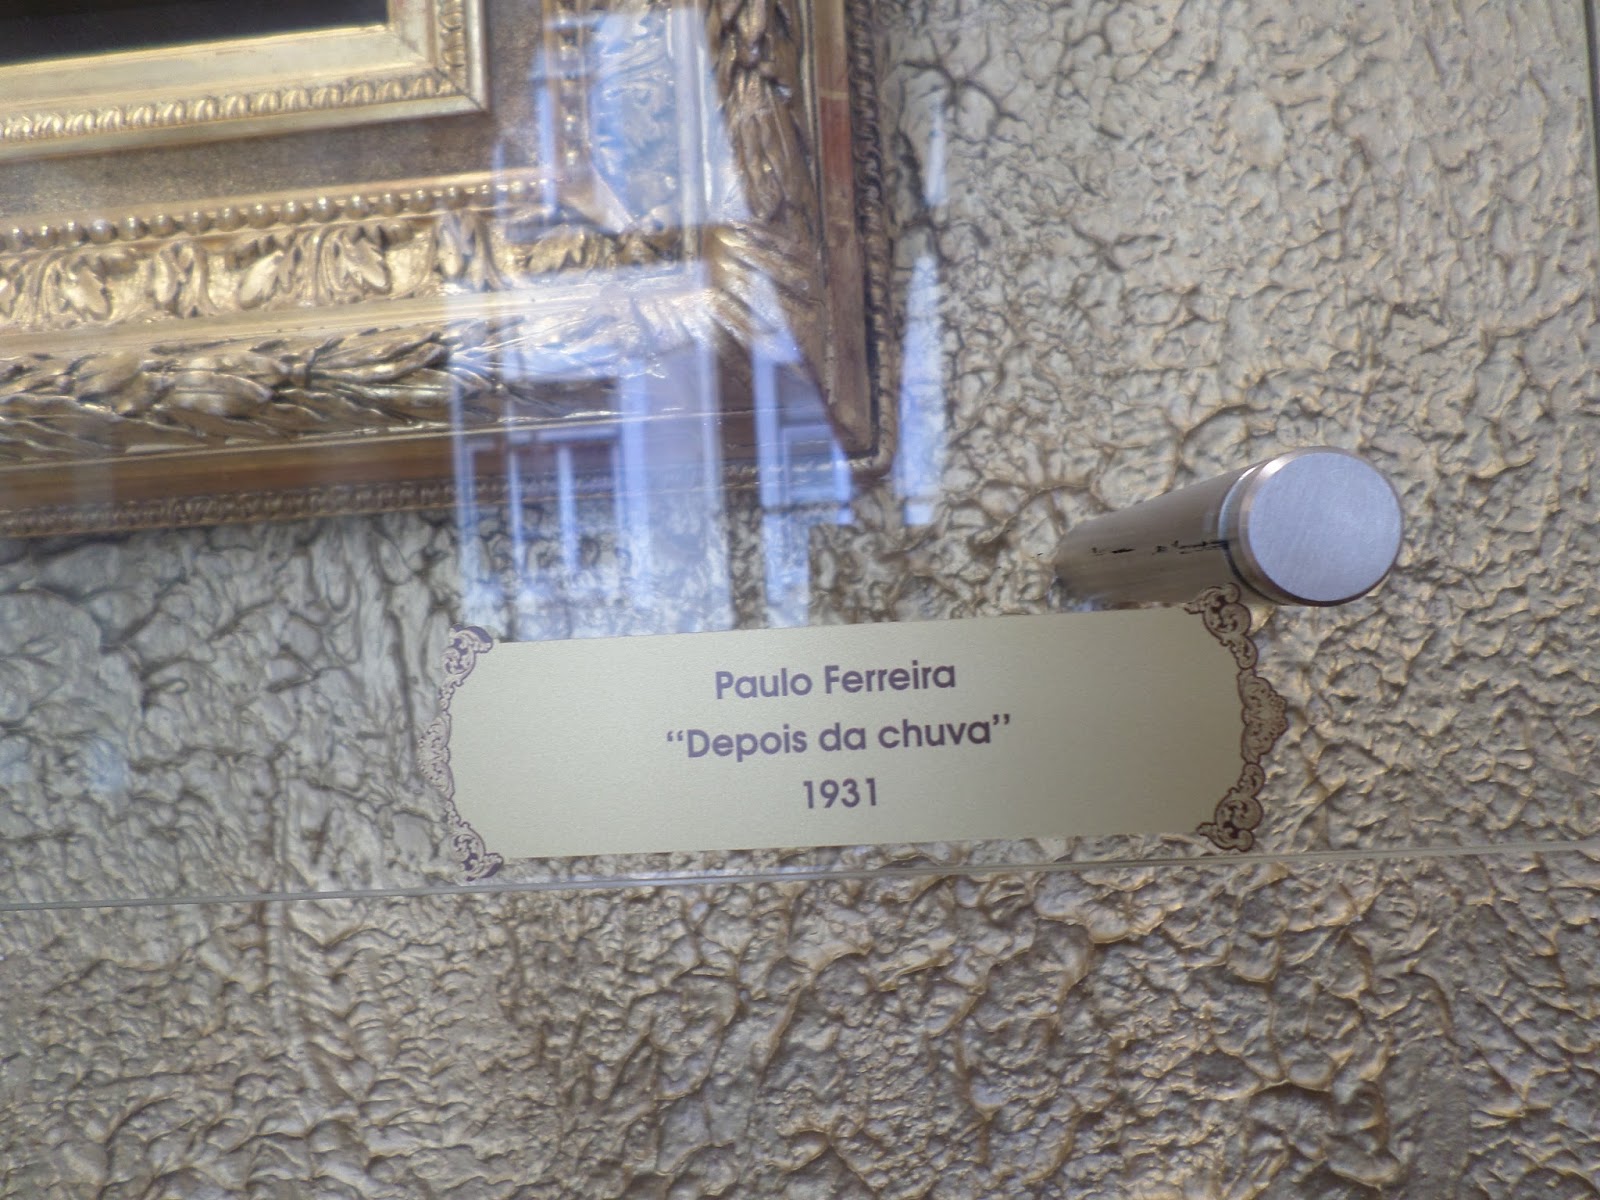 Paulo Ferreira
“Depois da chuva”
1931